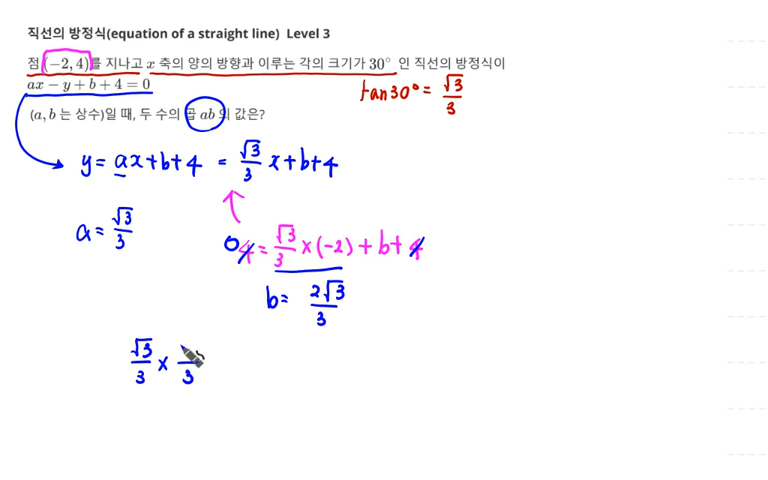 직선의 방정식(equation of a straight line) Level 3
점 (−2, 4)를 지나고 x 축의 양의 방향과 이루는 각의 크기가 30° 인 직선의 방정식이
ax − y + b + 4 = 0
tan30° = √3/3
(a, b 는 상수)일 때, 두 수의 곱 ab 의 값은?
y = ax + b + 4 = √3/3 x + b + 4
a = √3/3
0 4 = √3/3 × (−2) + b + 4
b = 2√3/3
√3/3 × /3